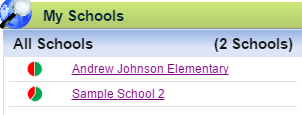 My Schools
All Schools (2 Schools)
Andrew Johnson Elementary
Sample School 2